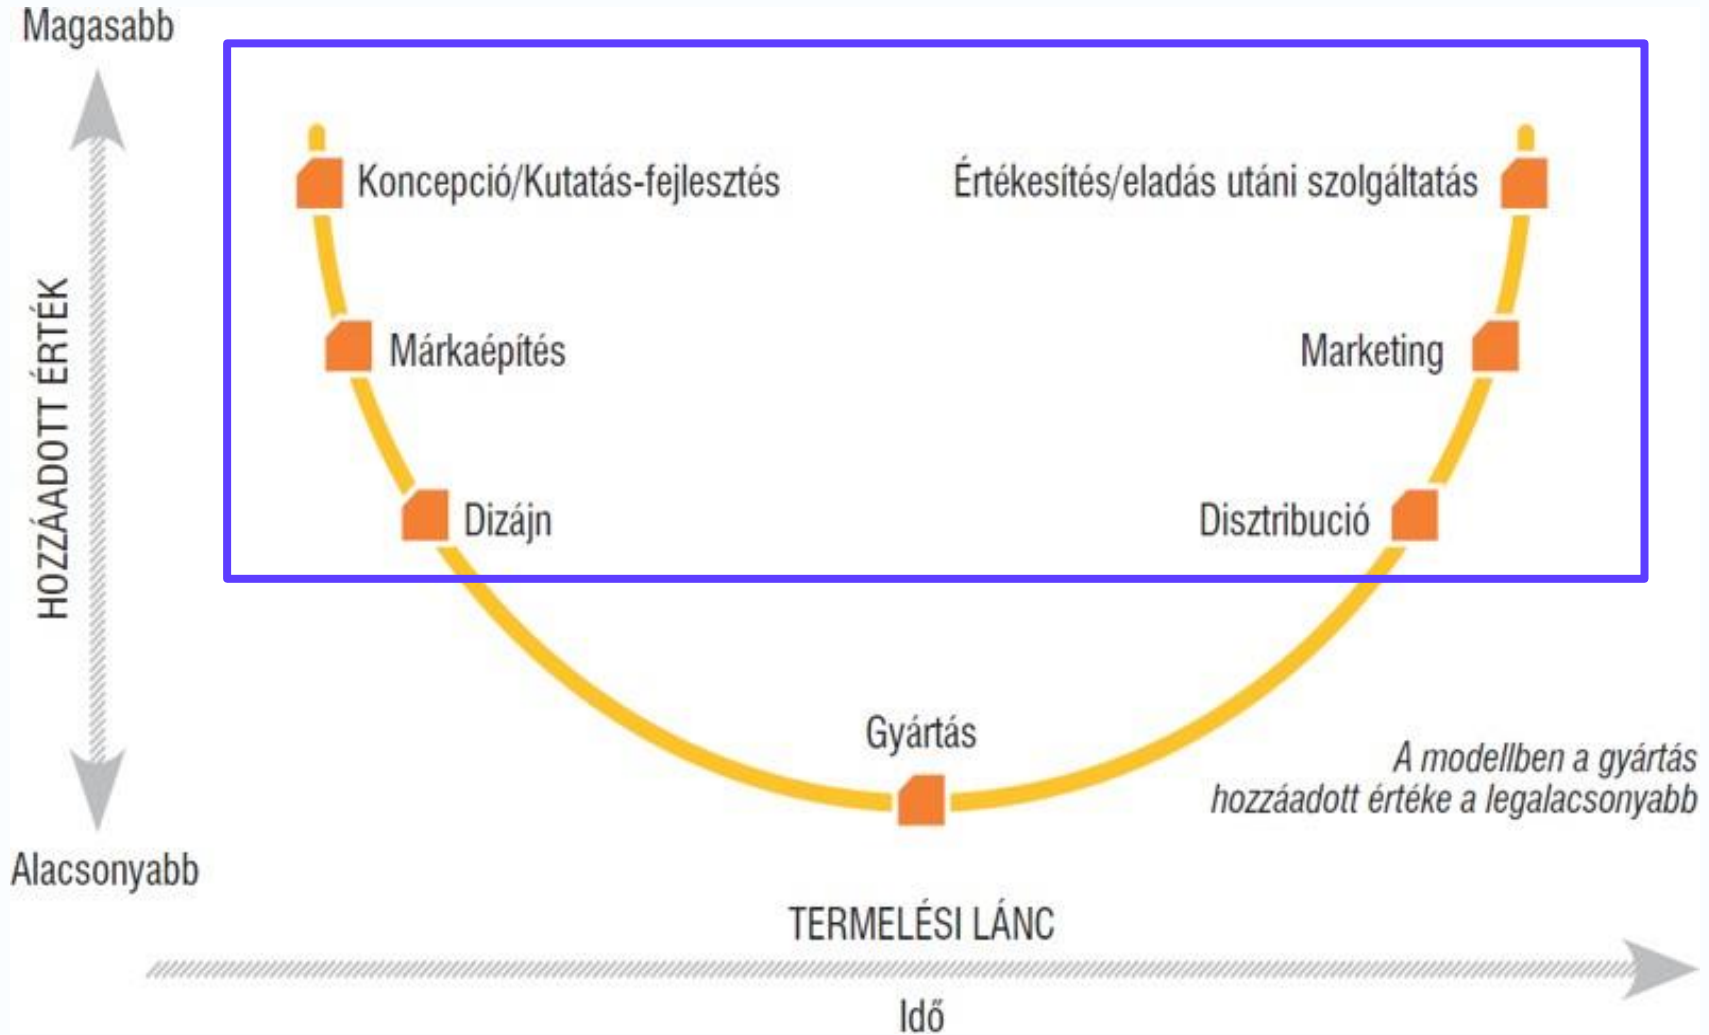 Magasabb
HOZZÁADOTT ÉRTÉK
Alacsonyabb
Koncepció/Kutatás-fejlesztés
Értékesítés/eladás utáni szolgáltatás
Márkaépítés
Marketing
Dizájn
Disztribució
Gyártás
A modellben a gyártás
hozzáadott értéke a legalacsonyabb
TERMELÉSI LÁNC
Idő